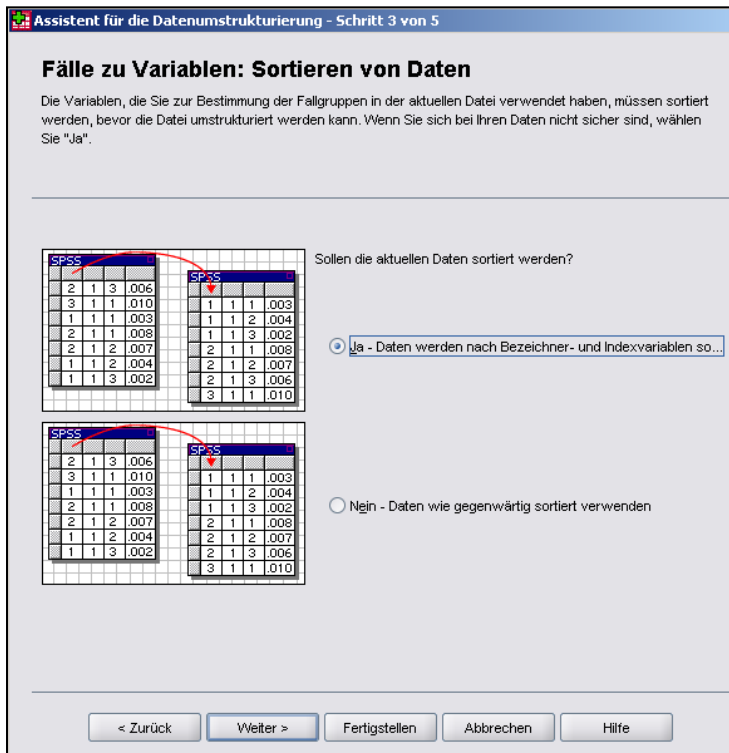 Assistent für die Datenumstrukturierung - Schritt 3 von 5
Fälle zu Variablen: Sortieren von Daten
Die Variablen, die Sie zur Bestimmung der Fallgruppen in der aktuellen Datei verwendet haben, müssen sortiert
werden, bevor die Datei umstrukturiert werden kann. Wenn Sie sich bei Ihren Daten nicht sicher sind, wählen
Sie "Ja".
Sollen die aktuellen Daten sortiert werden?
SPSS
2 1 3 .006
3 1 1 .010
1 1 1 .003
2 1 1 .008
2 1 2 .007
1 1 2 .004
1 1 3 .002
SPSS
1 1 1 .003
1 1 2 .004
1 1 3 .002
2 1 1 .008
2 1 2 .007
2 1 3 .006
3 1 1 .010
Ja - Daten werden nach Bezeichner- und Indexvariablen so...
SPSS
2 1 3 .006
3 1 1 .010
1 1 1 .003
2 1 1 .008
2 1 2 .007
1 1 2 .004
1 1 3 .002
SPSS
1 1 1 .003
1 1 2 .004
1 1 3 .002
2 1 1 .008
2 1 2 .007
2 1 3 .006
3 1 1 .010
Nein - Daten wie gegenwärtig sortiert verwenden
< Zurück
Weiter >
Fertigstellen
Abbrechen
Hilfe